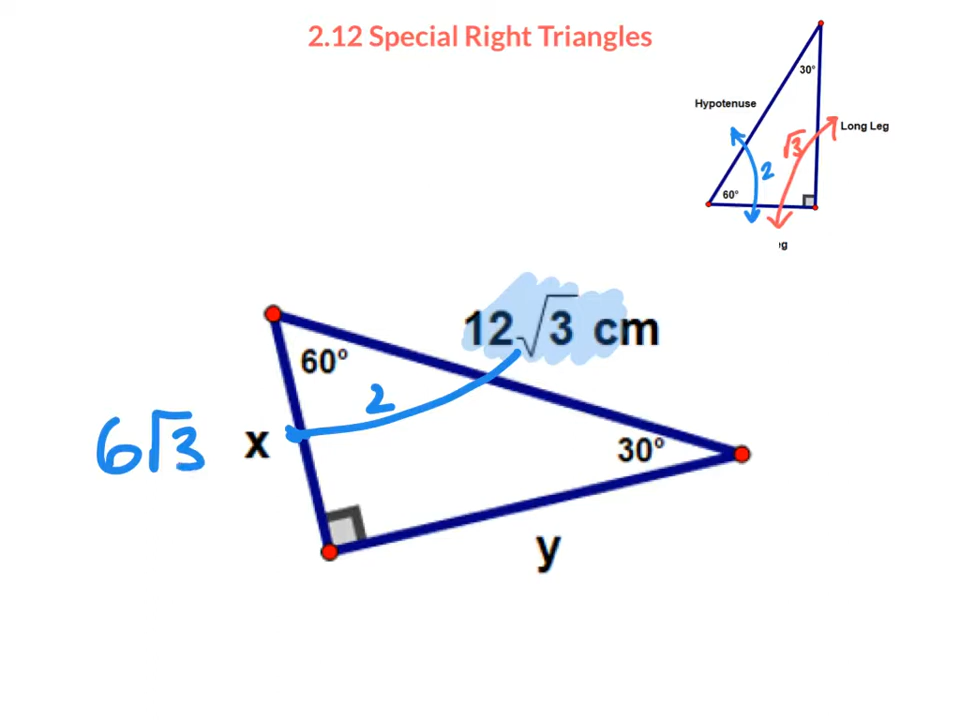 2.12 Special Right Triangles
30°
Hypotenuse
Long Leg
√3
2
60°
12√3 cm
60°
2
6√3 x
30°
y